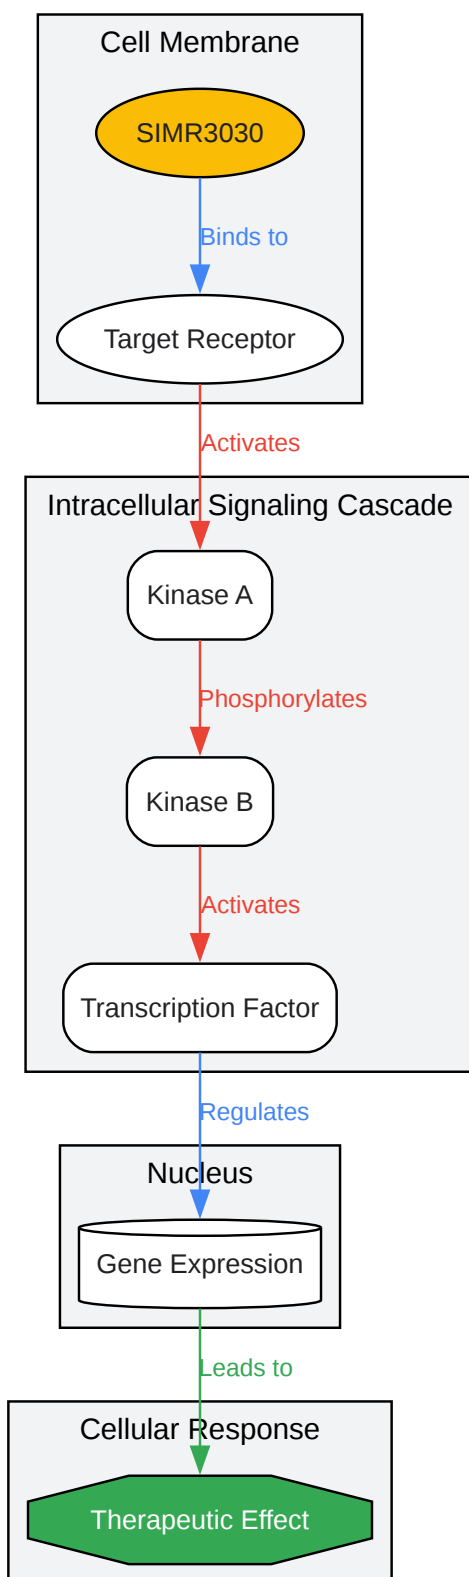 Cell Membrane
SIMR3030
Binds to
Target Receptor
Activates
Intracellular Signaling Cascade
Kinase A
Phosphorylates
Kinase B
Activates
Transcription Factor
Regulates
Nucleus
Gene Expression
Leads to
Cellular Response
Therapeutic Effect